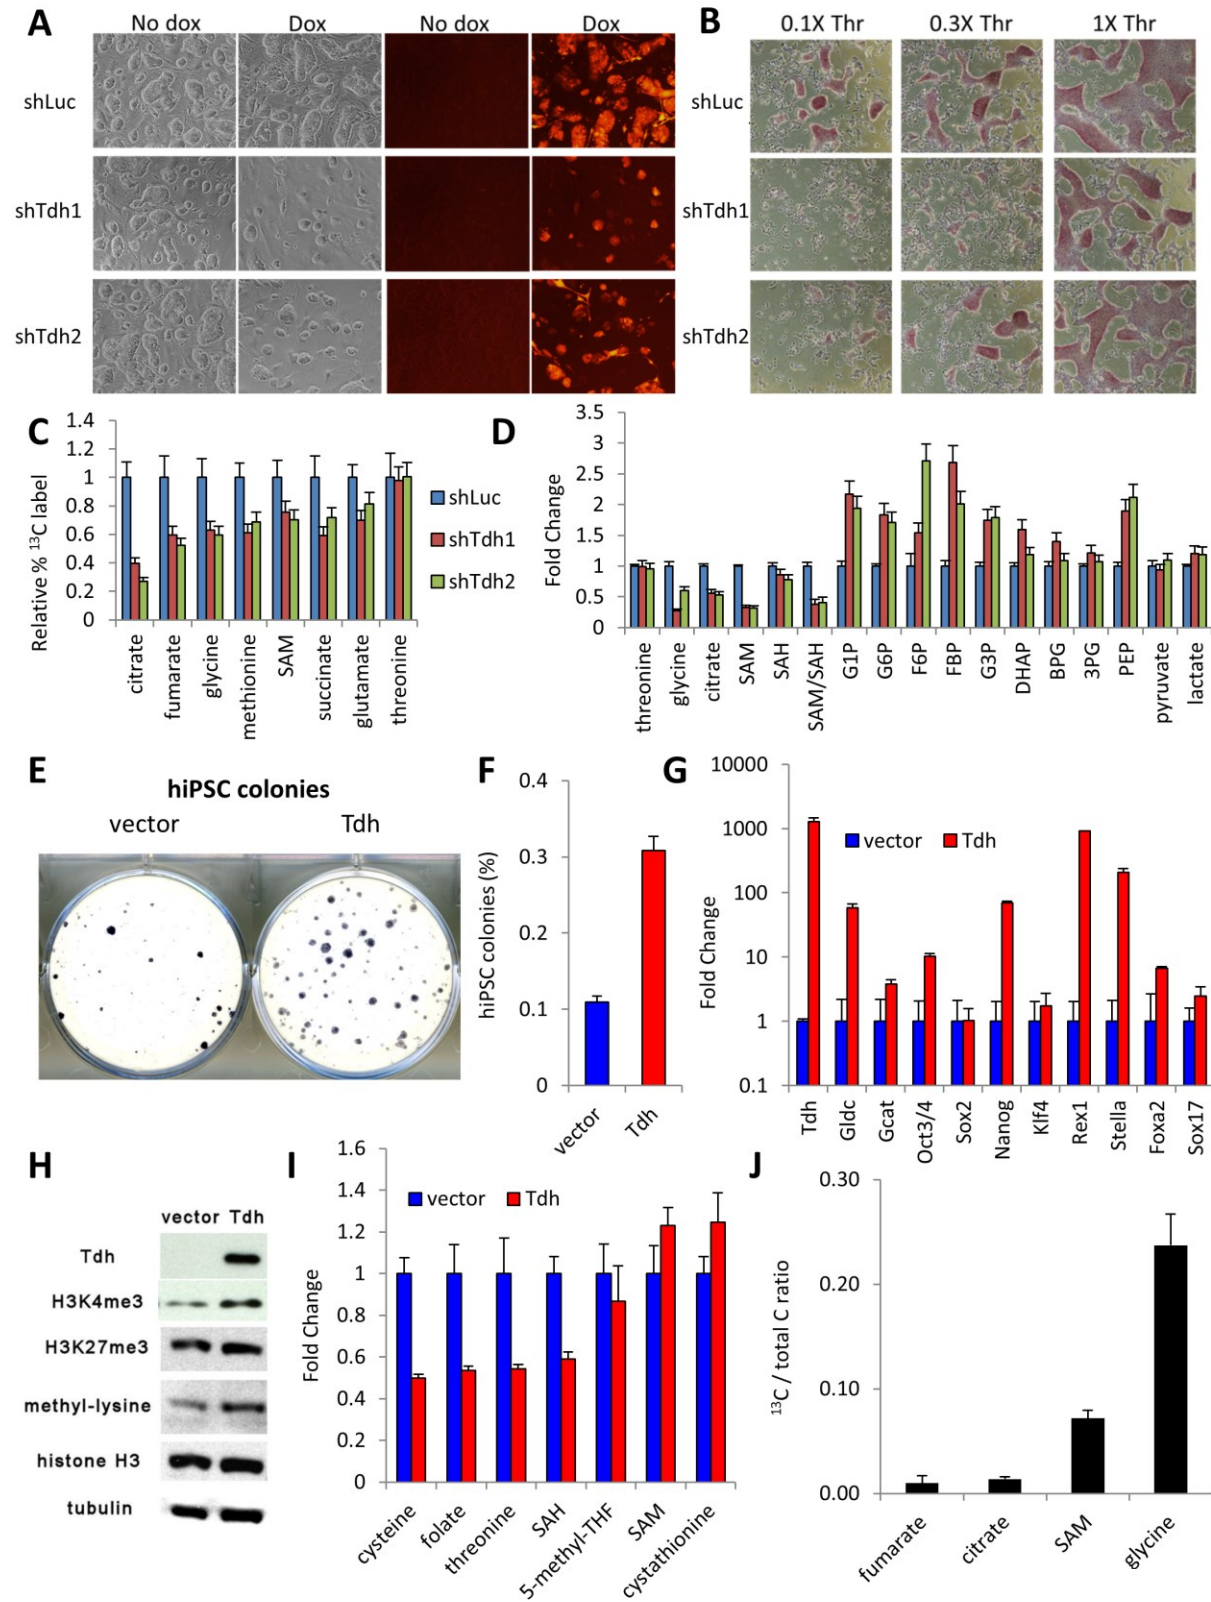 A
No dox Dox No dox Dox
shLuc
shTdh1
shTdh2
B
0.1X Thr 0.3X Thr 1X Thr
shLuc
shTdh1
shTdh2
C
Relative % ¹³C label
1.4
1.2
1
0.8
0.6
0.4
0.2
0
citrate
fumarate
glycine
methionine
SAM
succinate
glutamate
threonine
shLuc
shTdh1
shTdh2
D
Fold Change
3.5
3
2.5
2
1.5
1
0.5
0
threonine
glycine
citrate
SAM
SAH
SAM/SAH
G1P
G6P
F6P
FBP
G3P
DHAP
BPG
3PG
PEP
pyruvate
lactate
E
hiPSC colonies
vector Tdh
F
hiPSC colonies (%)
0.4
0.3
0.2
0.1
0
vector
Tdh
G
Fold Change
10000
1000
100
10
1
0.1
vector Tdh
Tdh
Gldc
Gcat
Oct3/4
Sox2
Nanog
Klf4
Rex1
Stella
Foxa2
Sox17
H
vector Tdh
Tdh
H3K4me3
H3K27me3
methyl-lysine
histone H3
tubulin
I
Fold Change
1.6
1.4
1.2
1
0.8
0.6
0.4
0.2
0
vector Tdh
cysteine
folate
threonine
SAH
5-methyl-THF
SAM
cystathionine
J
¹³C / total C ratio
0.30
0.20
0.10
0.00
fumarate
citrate
SAM
glycine